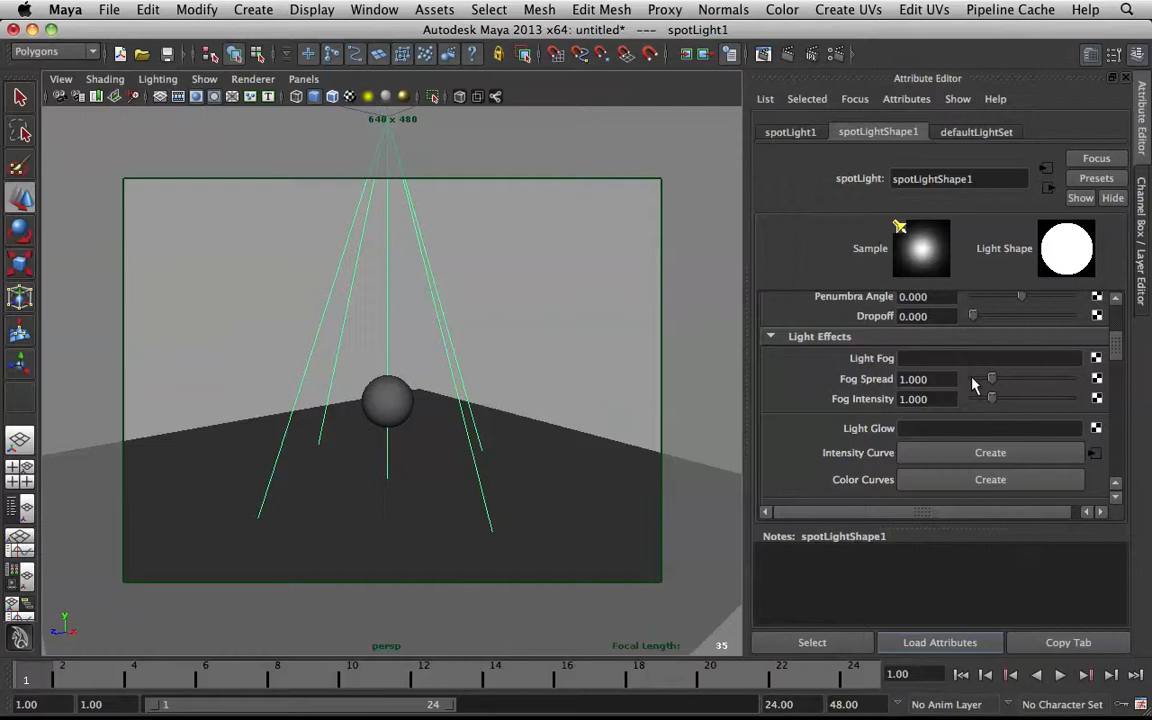 Maya File Edit Modify Create Display Window Assets Select Mesh Edit Mesh Proxy Normals Color Create UVs Edit UVs Pipeline Cache Help
Autodesk Maya 2013 x64: untitled* --- spotLight1
Polygons
View Shading Lighting Show Renderer Panels
640 x 480
persp
Focal Length: 35
Attribute Editor
List Selected Focus Attributes Show Help
spotLight1 spotLightShape1 defaultLightSet
Focus
spotLight: spotLightShape1
Presets
Show Hide
Sample
Light Shape
Penumbra Angle 0.000
Dropoff 0.000
Light Effects
Light Fog
Fog Spread 1.000
Fog Intensity 1.000
Light Glow
Intensity Curve Create
Color Curves Create
Notes: spotLightShape1
Select Load Attributes Copy Tab
Attribute Editor
Channel Box / Layer Editor
2 4 6 8 10 12 14 16 18 20 22 24
1
1.00
1.00 1.00 1 24 24.00 48.00 No Anim Layer No Character Set